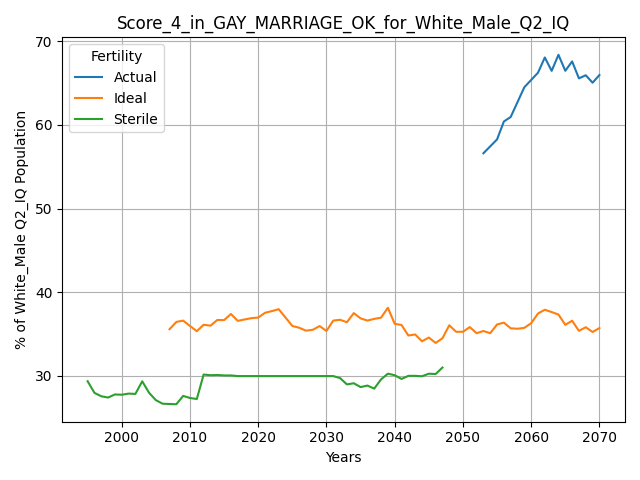 Score_4_in_GAY_MARRIAGE_OK_for_White_Male_Q2_IQ
Fertility
Actual
Ideal
Sterile
% of White_Male Q2_IQ Population
70
60
50
40
30
2000 2010 2020 2030 2040 2050 2060 2070
Years